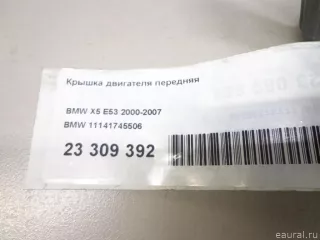 Крышка двигателя передняя
BMW X5 E53 2000-2007
BMW 11141745506
23 309 392
eaural.ru